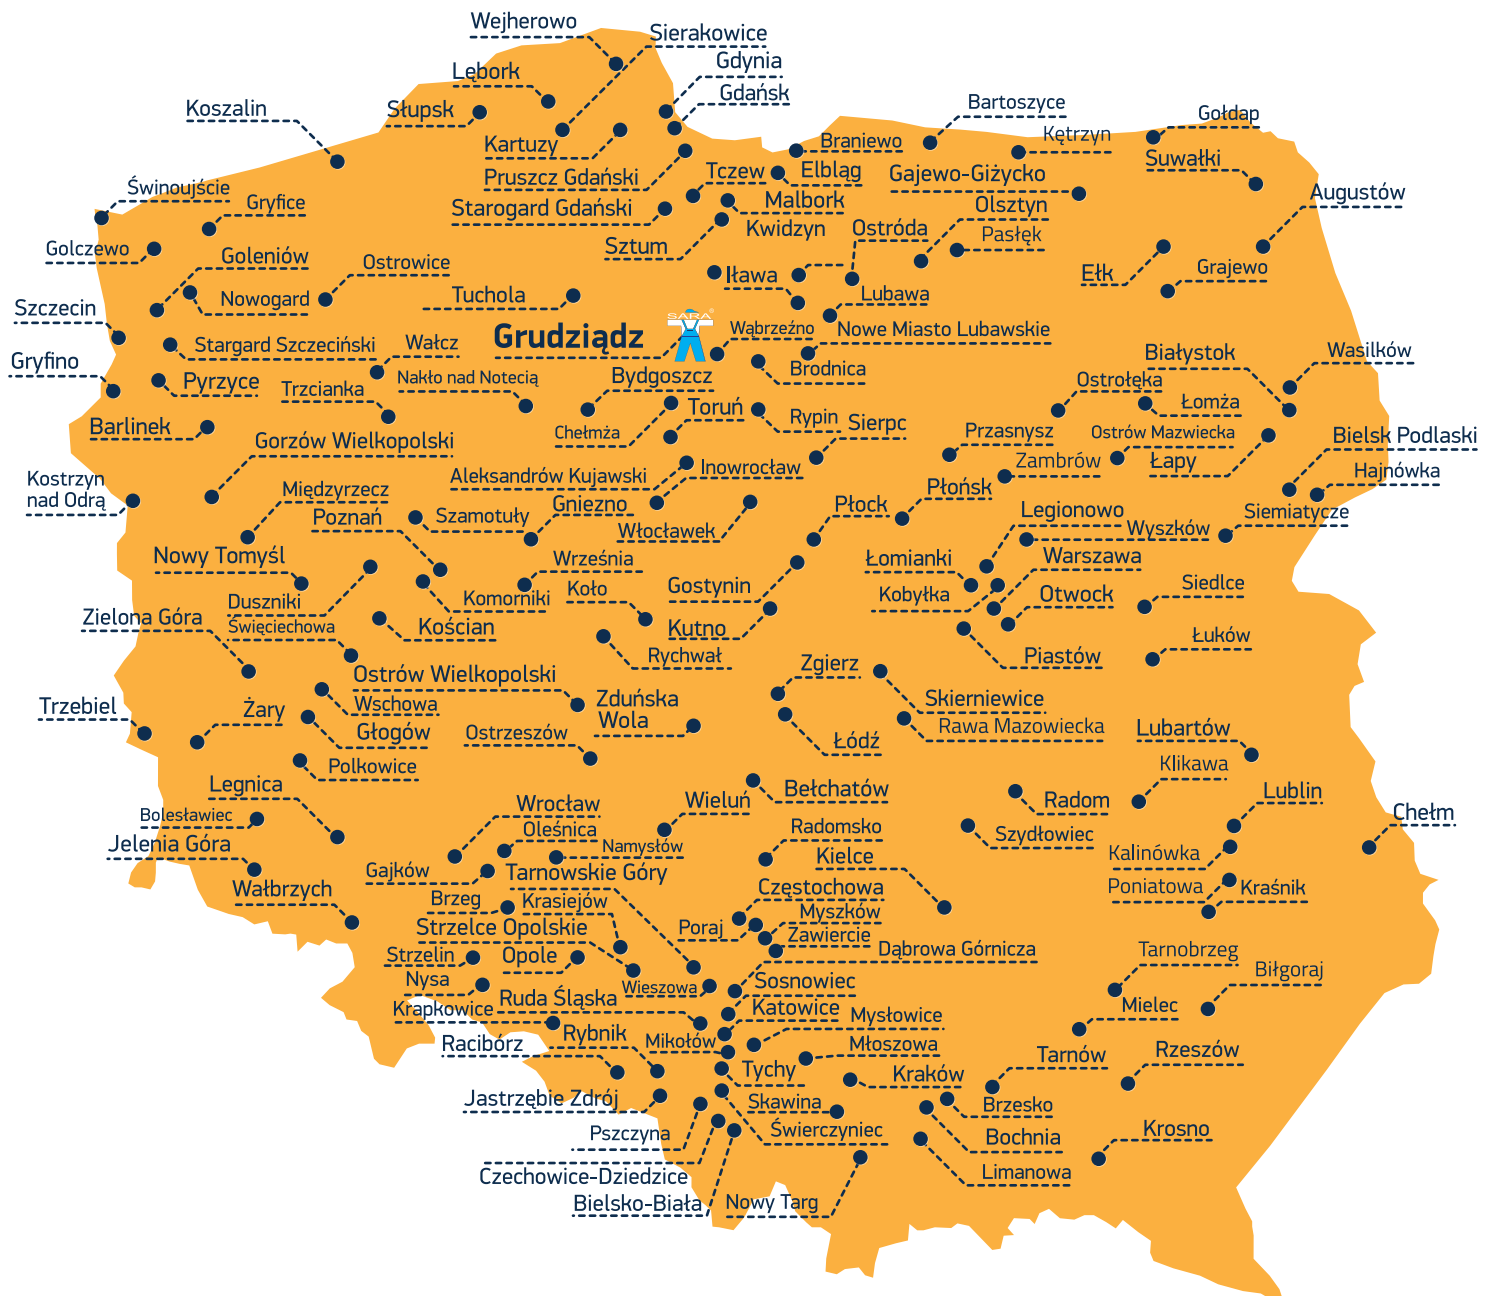 Wejherowo
Sierakowice
Gdynia
Lębork
Gdańsk
Koszalin
Słupsk
Bartoszyce
Gołdap
Kętrzyn
Kartuzy
Braniewo
Suwałki
Pruszcz Gdański
Tczew
Elbląg
Gajewo-Giżycko
Świnoujście
Gryfice
Starogard Gdański
Malbork
Olsztyn
Augustów
Kwidzyn
Ostróda
Pasłęk
Golczewo
Goleniów
Ostrowice
Sztum
Iława
Ełk
Grajewo
Nowogard
Tuchola
Lubawa
Szczecin
SARA®
Grudziądz
Wąbrzeźno
Nowe Miasto Lubawskie
Stargard Szczeciński
Wałcz
Białystok
Wasilków
Gryfino
Pyrzyce
Trzcianka
Nakło nad Notecią
Bydgoszcz
Brodnica
Ostrołęka
Toruń
Łomża
Barlinek
Gorzów Wielkopolski
Chełmża
Rypin
Sierpc
Przasnysz
Ostrów Mazwiecka
Bielsk Podlaski
Zambrów
Łapy
Hajnówka
Kostrzyn
nad Odrą
Aleksandrów Kujawski
Inowrocław
Międzyrzecz
Płońsk
Poznań
Szamotuły
Gniezno
Włocławek
Płock
Legionowo
Wyszków
Siemiatycze
Nowy Tomyśl
Września
Łomianki
Warszawa
Duszniki
Komorniki
Koło
Gostynin
Kobyłka
Otwock
Siedlce
Zielona Góra
Święciechowa
Kościan
Kutno
Łuków
Rychwał
Piastów
Ostrów Wielkopolski
Zgierz
Trzebiel
Żary
Wschowa
Zduńska
Wola
Skierniewice
Głogów
Ostrzeszów
Łódź
Rawa Mazowiecka
Lubartów
Polkowice
Klikawa
Legnica
Bełchatów
Wrocław
Wieluń
Radom
Lublin
Bolesławiec
Oleśnica
Radomsko
Szydłowiec
Chełm
Jelenia Góra
Namysłów
Kielce
Kalinówka
Gajków
Tarnowskie Góry
Wałbrzych
Częstochowa
Poniatowa
Kraśnik
Brzeg
Krasiejów
Myszków
Strzelce Opolskie
Poraj
Zawiercie
Strzelin
Opole
Dąbrowa Górnicza
Tarnobrzeg
Nysa
Wieszowa
Sosnowiec
Biłgoraj
Krapkowice
Ruda Śląska
Katowice
Mysłowice
Mielec
Racibórz
Rybnik
Mikołów
Młoszowa
Tarnów
Rzeszów
Tychy
Kraków
Jastrzębie Zdrój
Skawina
Brzesko
Pszczyna
Świerczyniec
Bochnia
Krosno
Czechowice-Dziedzice
Limanowa
Bielsko-Biała
Nowy Targ